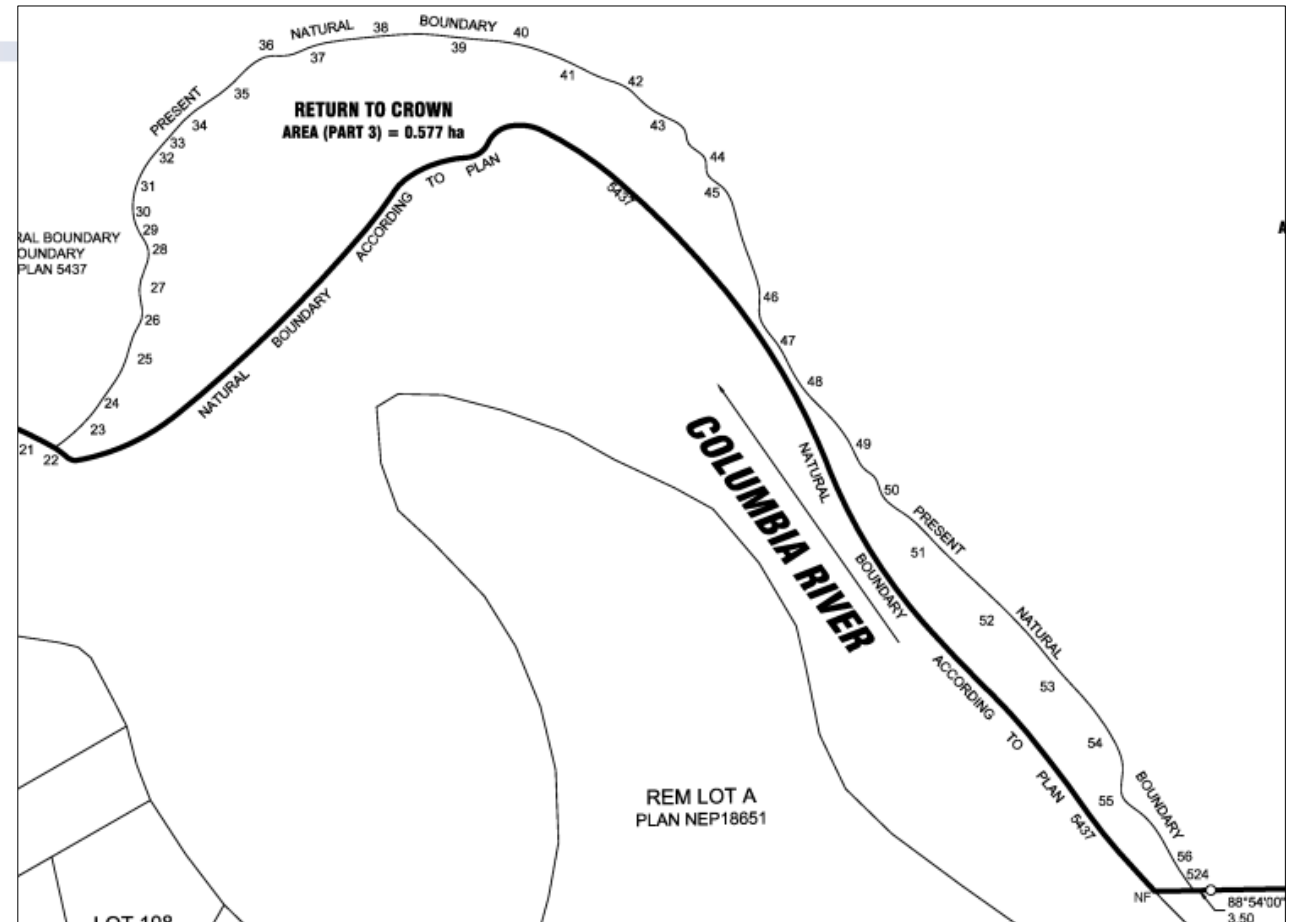 36
NATURAL
38
BOUNDARY
40
37
39
41
42
35
PRESENT
34
33
32
RETURN TO CROWN
AREA (PART 3) = 0.577 ha
43
44
45
31
30
29
28
27
26
25
24
23
22
21
RAL BOUNDARY
OUNDARY
PLAN 5437
NATURAL BOUNDARY ACCORDING TO PLAN 5437
46
47
48
49
50
51
52
53
54
55
56
COLUMBIA RIVER
NATURAL BOUNDARY ACCORDING TO PLAN 5437
PRESENT NATURAL BOUNDARY
REM LOT A
PLAN NEP18651
LOT 108
NF
524
88°54'00"
3.50